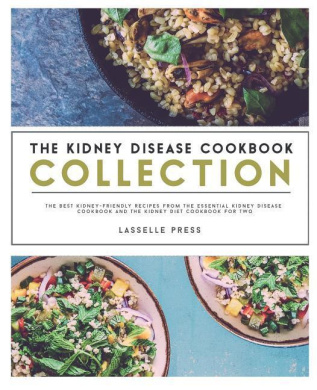 THE KIDNEY DISEASE COOKBOOK
COLLECTION
THE BEST KIDNEY-FRIENDLY RECIPES FROM THE ESSENTIAL KIDNEY DISEASE
COOKBOOK AND THE KIDNEY DIET COOKBOOK FOR TWO
LASSELLE PRESS